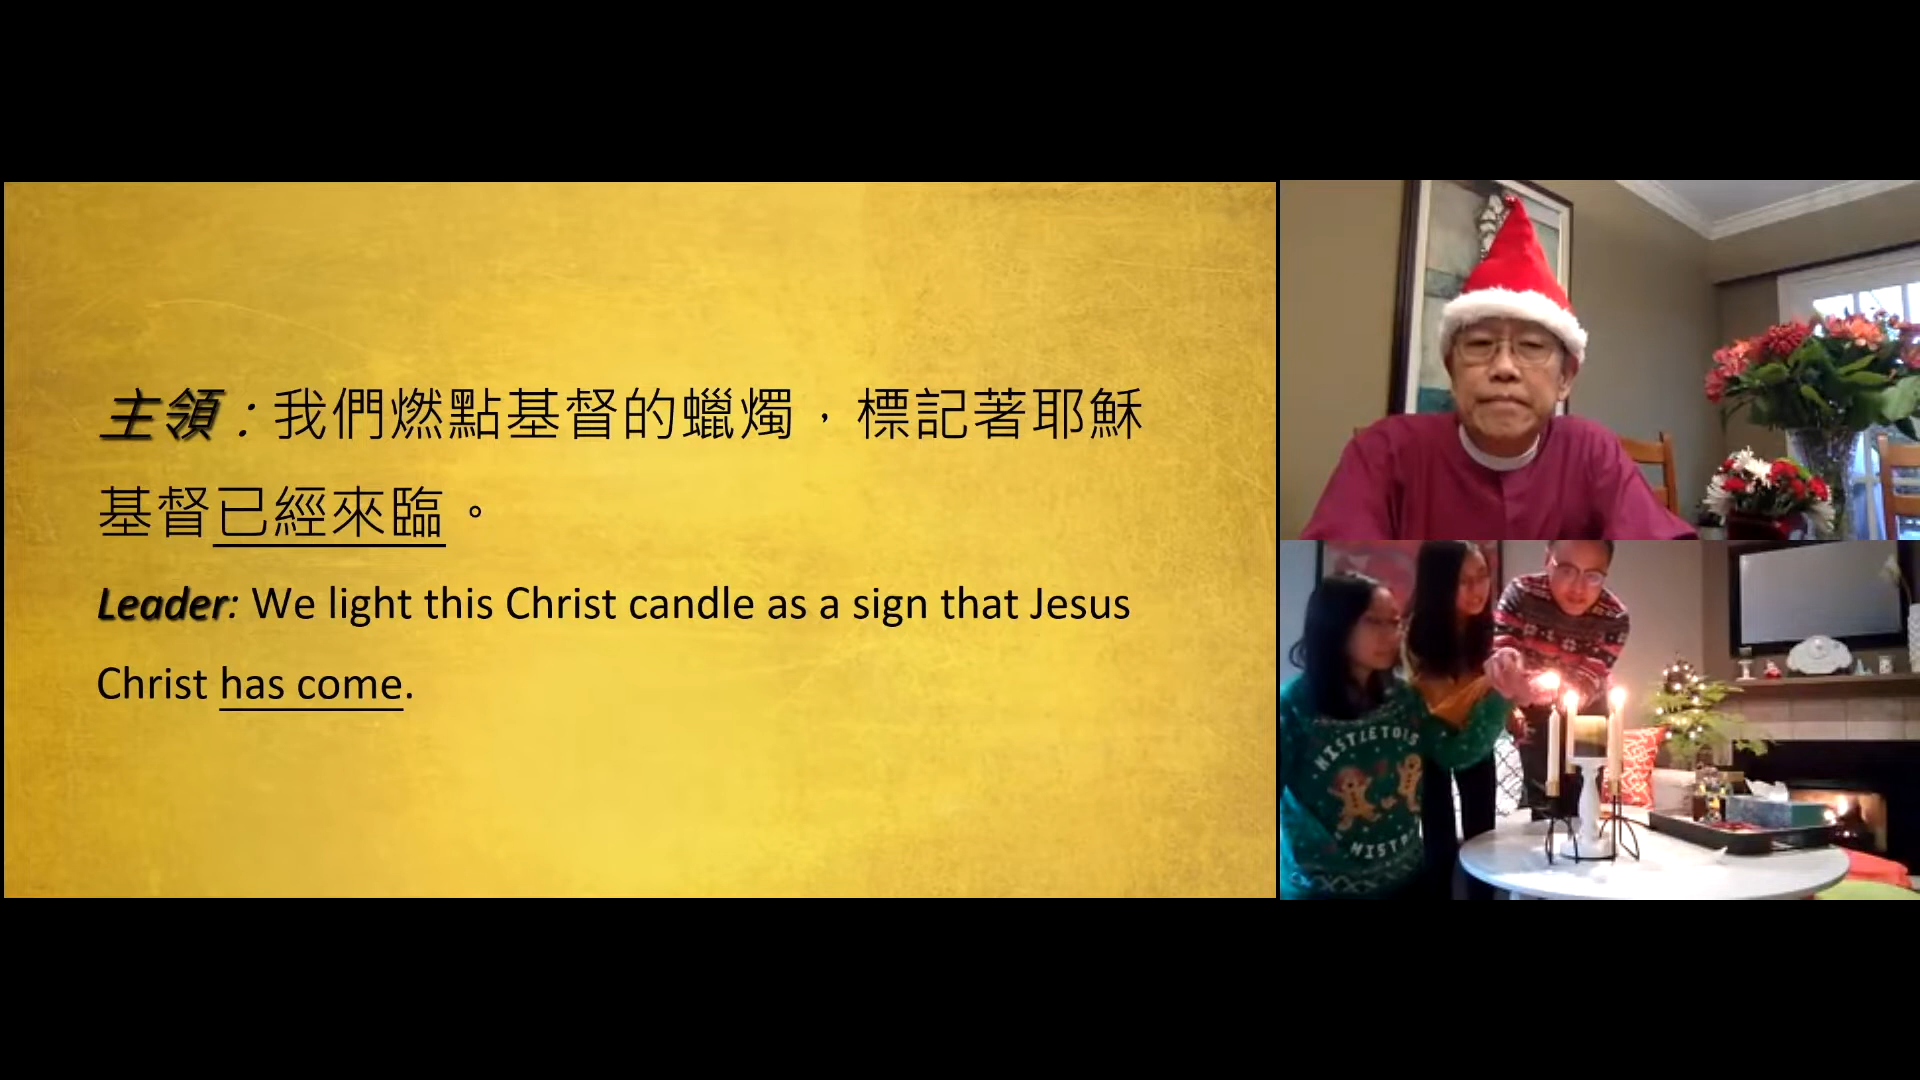 主領：我們燃點基督的蠟燭，標記著耶穌
基督已經來臨。
Leader: We light this Christ candle as a sign that Jesus
Christ has come.
MISTLETOIS